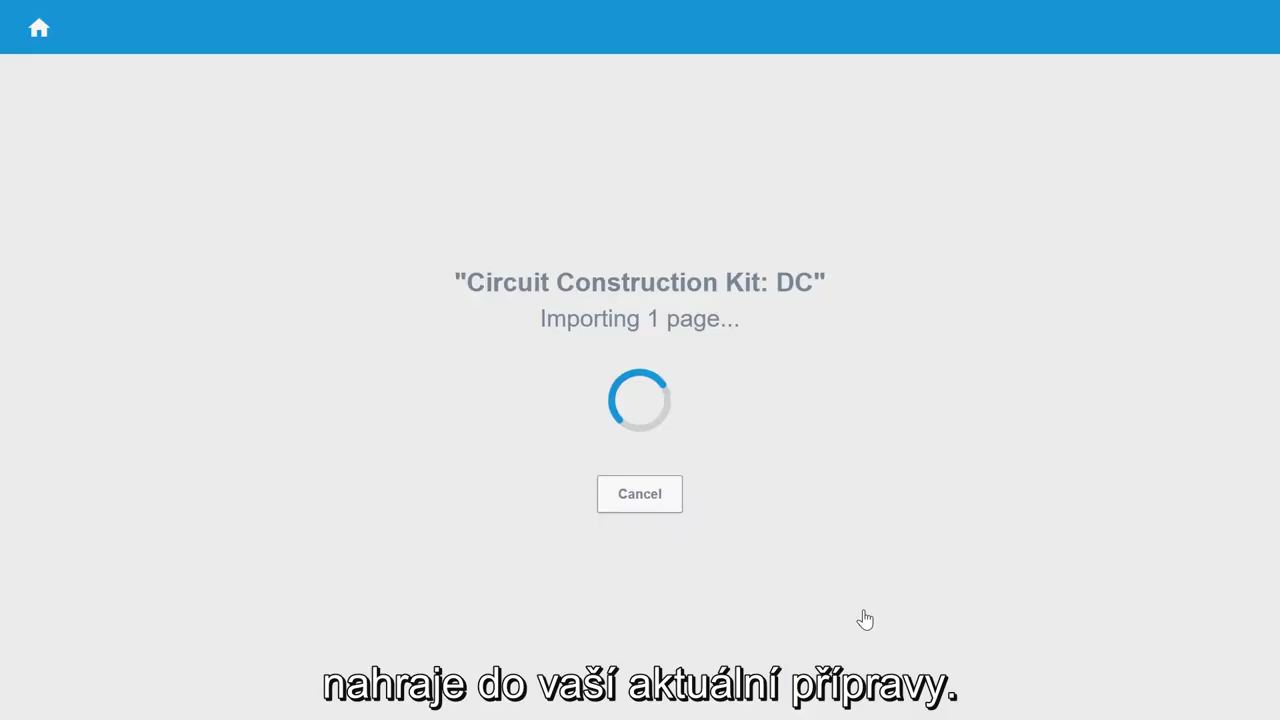 "Circuit Construction Kit: DC"
Importing 1 page...
Cancel
nahraje do vaší aktuální přípravy.